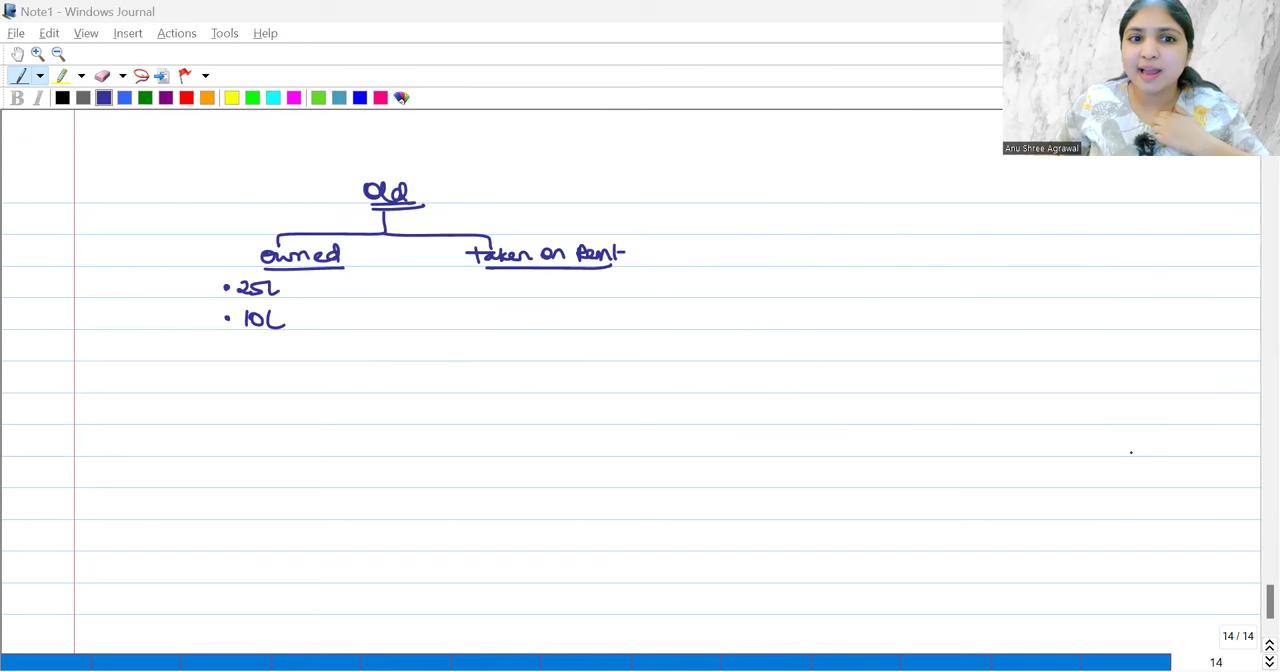 Note1 - Windows Journal
File Edit View Insert Actions Tools Help
B I
Anu Shree Agrawal
Old
owned taken on Rent
• 25L
• 10L
14 / 14
14